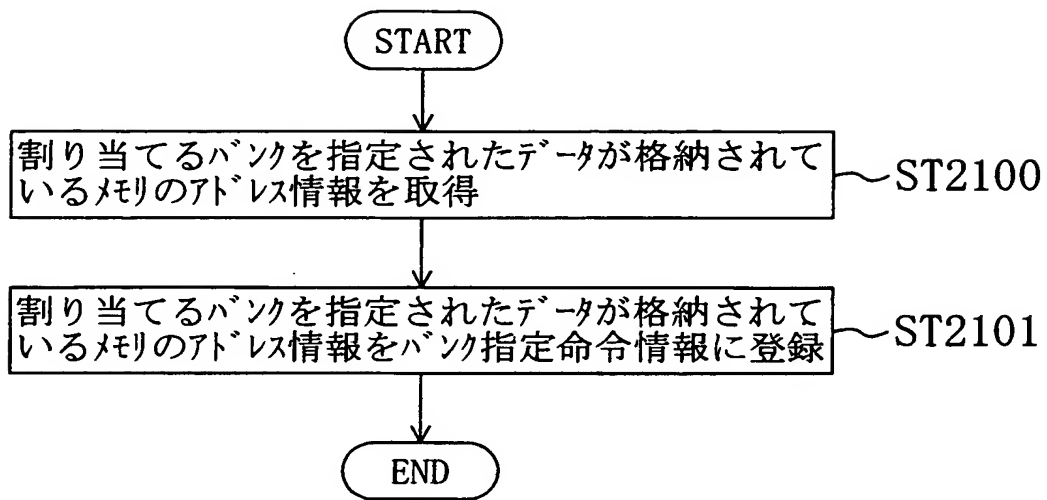 START
割り当てるバンクを指定されたデータが格納されて
いるメモリのアドレス情報を取得
ST2100
割り当てるバンクを指定されたデータが格納されて
いるメモリのアドレス情報をバンク指定命令情報に登録
ST2101
END